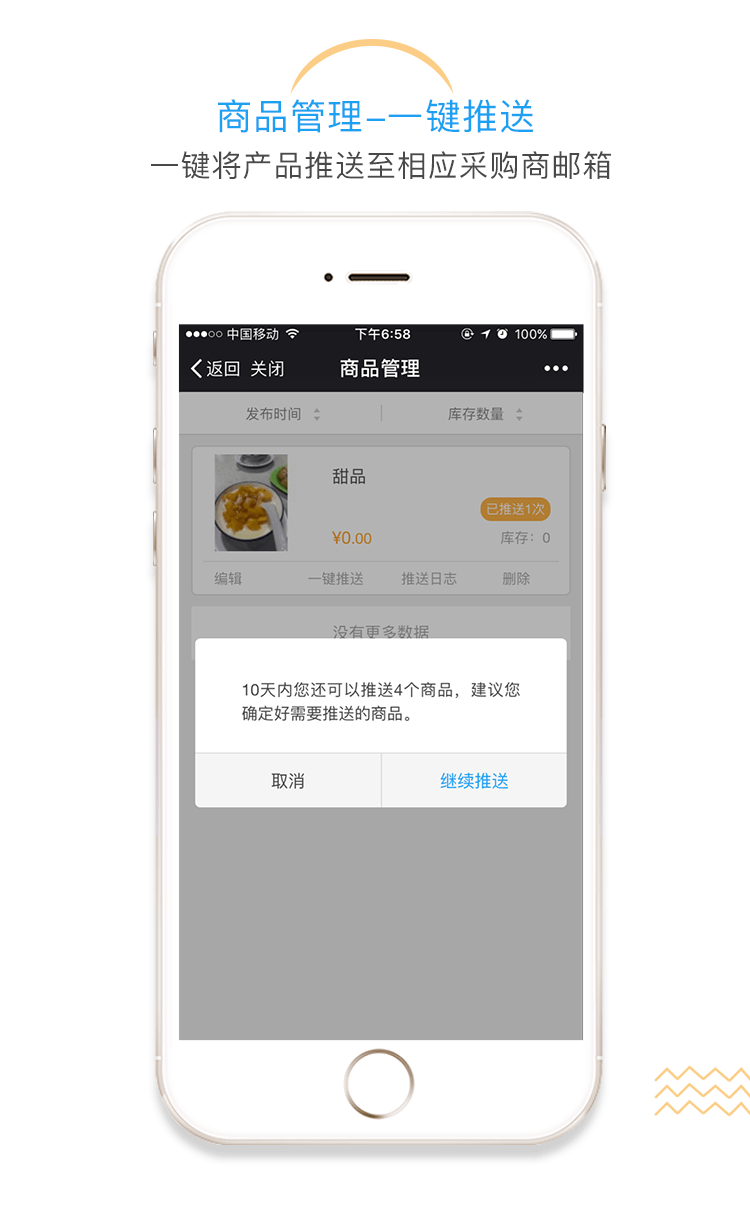 商品管理–一键推送
一键将产品推送至相应采购商邮箱
中国移动 下午6:58 100%
返回 关闭 商品管理
发布时间 库存数量
甜品
已推送1次
¥0.00 库存：0
编辑 一键推送 推送日志 删除
没有更多数据
10天内您还可以推送4个商品，建议您
确定好需要推送的商品。
取消 继续推送